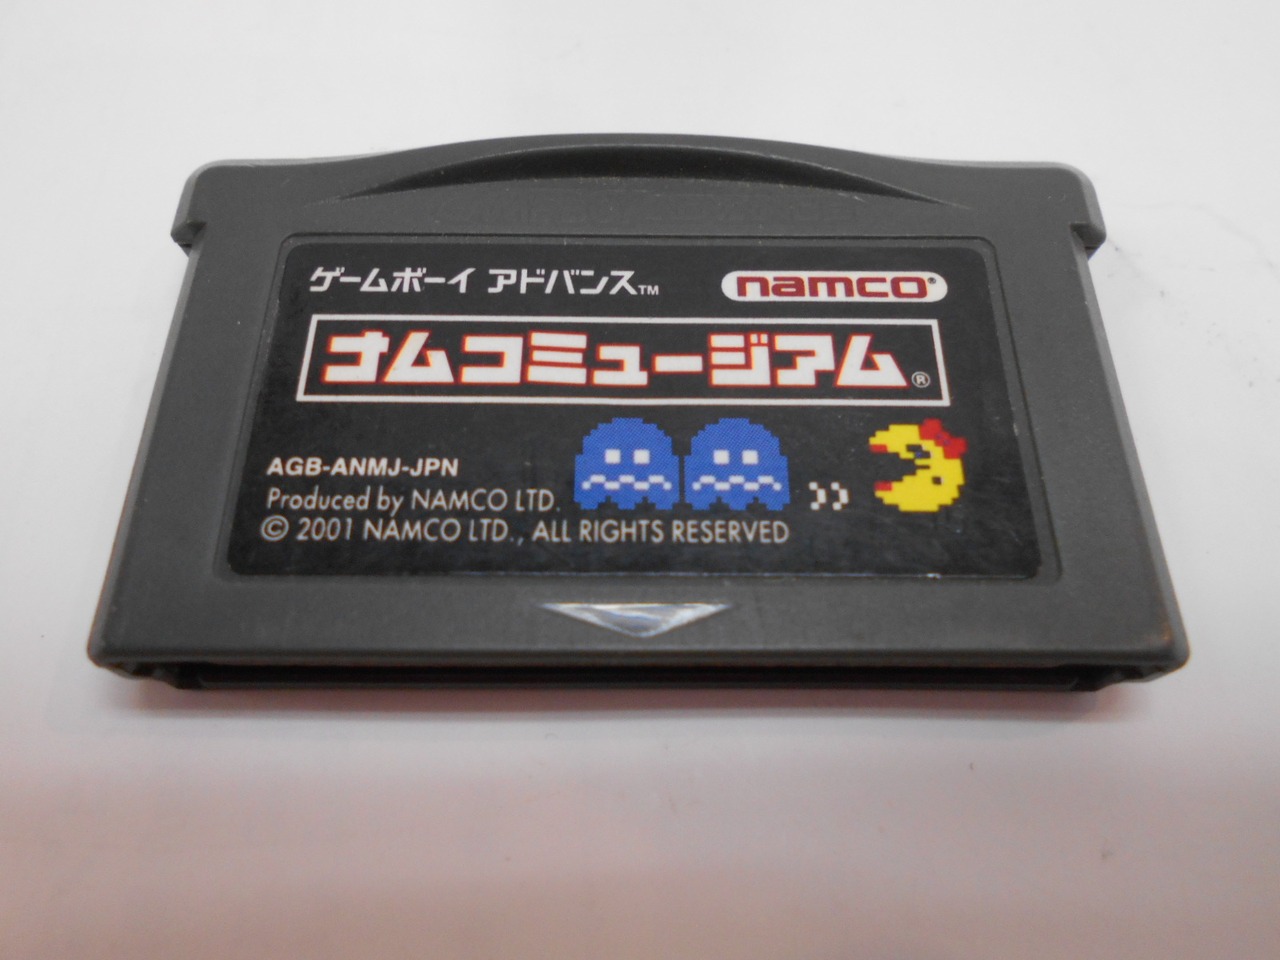 ゲームボーイ アドバンス™
namco®
ナムコミュージアム®
AGB-ANMJ-JPN
Produced by NAMCO LTD.
© 2001 NAMCO LTD., ALL RIGHTS RESERVED